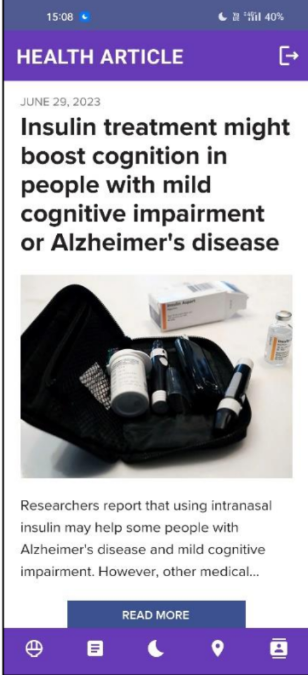 15:08
40%
HEALTH ARTICLE
JUNE 29, 2023
Insulin treatment might
boost cognition in
people with mild
cognitive impairment
or Alzheimer's disease
Researchers report that using intranasal
insulin may help some people with
Alzheimer's disease and mild cognitive
impairment. However, other medical...
READ MORE